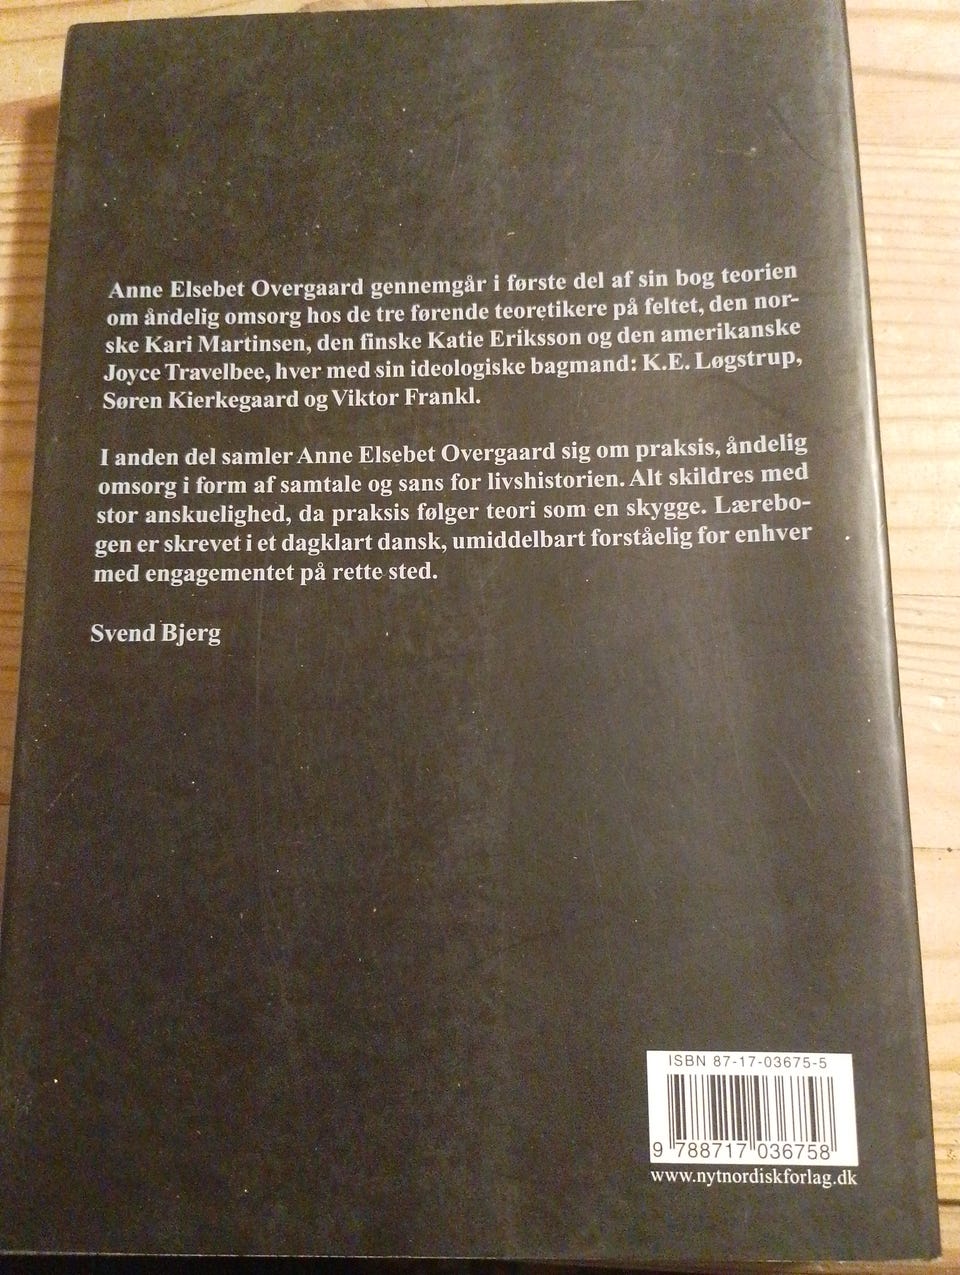 Anne Elsebet Overgaard gennemgår i første del af sin bog teorien
om åndelig omsorg hos de tre førende teoretikere på feltet, den nor-
ske Kari Martinsen, den finske Katie Eriksson og den amerikanske
Joyce Travelbee, hver med sin ideologiske bagmand: K.E. Løgstrup,
Søren Kierkegaard og Viktor Frankl.
I anden del samler Anne Elsebet Overgaard sig om praksis, åndelig
omsorg i form af samtale og sans for livshistorien. Alt skildres med
stor anskuelighed, da praksis følger teori som en skygge. Lærebo-
gen er skrevet i et dagklart dansk, umiddelbart forståelig for enhver
med engagementet på rette sted.
Svend Bjerg
ISBN 87-17-03675-5
9 788717 036758
www.nytnordiskforlag.dk